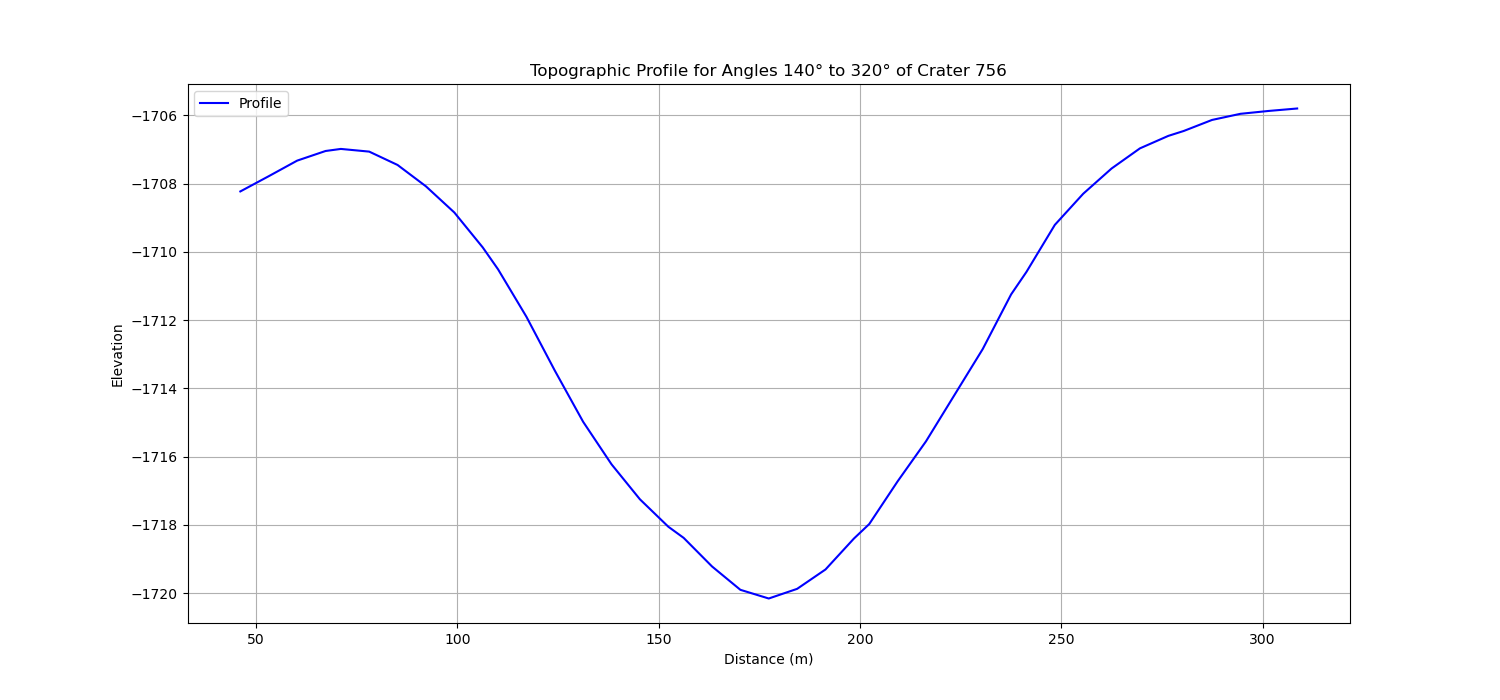 Topographic Profile for Angles 140° to 320° of Crater 756
Profile
−1706
−1708
−1710
−1712
−1714
−1716
−1718
−1720
Elevation
50 100 150 200 250 300
Distance (m)